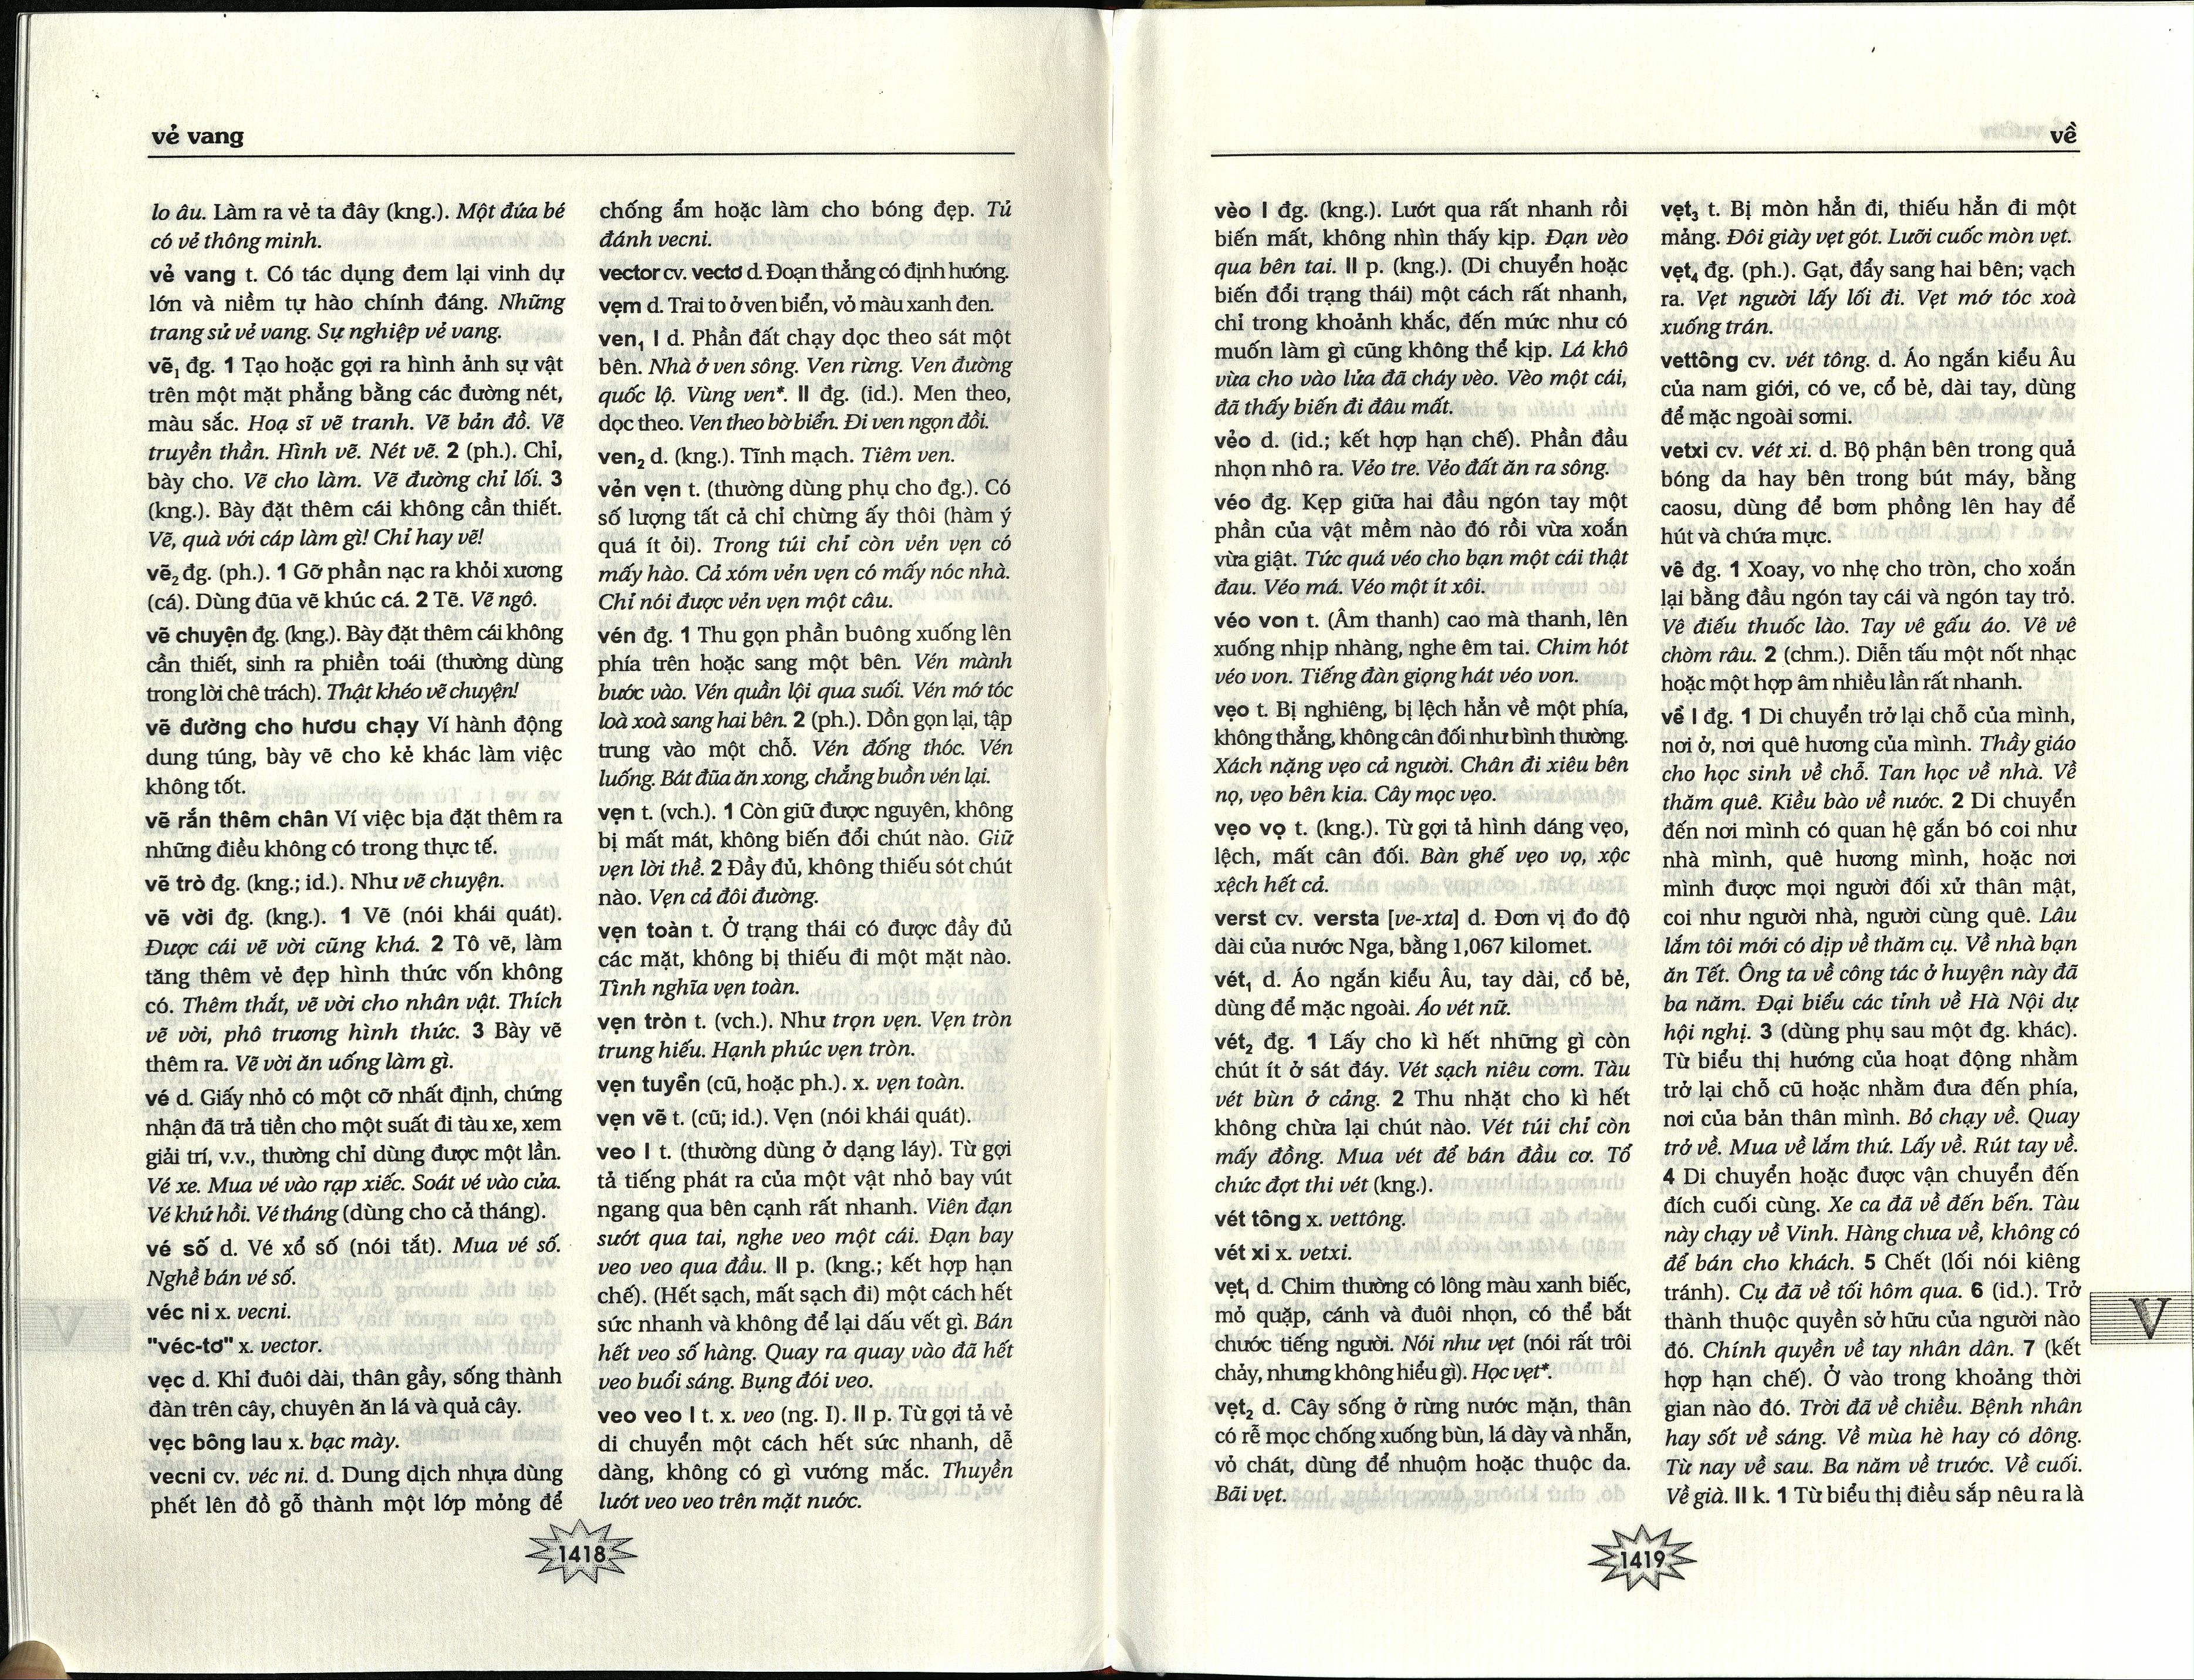 vẻ vang
lo âu. Làm ra vẻ ta đây (kng.). Một đứa bé
có vẻ thông minh.
vẻ vang t. Có tác dụng đem lại vinh dự
lớn và niềm tự hào chính đáng. Những
trang sử vẻ vang. Sự nghiệp vẻ vang.
vẽ₁ đg. 1 Tạo hoặc gợi ra hình ảnh sự vật
trên một mặt phẳng bằng các đường nét,
màu sắc. Hoạ sĩ vẽ tranh. Vẽ bản đồ. Vẽ
truyền thần. Hình vẽ. Nét vẽ. 2 (ph.). Chỉ,
bày cho. Vẽ cho làm. Vẽ đường chỉ lối. 3
(kng.). Bày đặt thêm cái không cần thiết.
Vẽ, quà với cáp làm gì! Chỉ hay vẽ!
vẽ₂ đg. (ph.). 1 Gỡ phần nạc ra khỏi xương
(cá). Dùng đũa vẽ khúc cá. 2 Tẽ. Vẽ ngô.
vẽ chuyện đg. (kng.). Bày đặt thêm cái không
cần thiết, sinh ra phiền toái (thường dùng
trong lời chê trách). Thật khéo vẽ chuyện!
vẽ đường cho hươu chạy Ví hành động
dung túng, bày vẽ cho kẻ khác làm việc
không tốt.
vẽ rắn thêm chân Ví việc bịa đặt thêm ra
những điều không có trong thực tế.
vẽ trò đg. (kng.; id.). Như vẽ chuyện.
vẽ vời đg. (kng.). 1 Vẽ (nói khái quát).
Được cái vẽ vời cũng khá. 2 Tô vẽ, làm
tăng thêm vẻ đẹp hình thức vốn không
có. Thêm thắt, vẽ vời cho nhân vật. Thích
vẽ vời, phô trương hình thức. 3 Bày vẽ
thêm ra. Vẽ vời ăn uống làm gì.
vé d. Giấy nhỏ có một cỡ nhất định, chứng
nhận đã trả tiền cho một suất đi tàu xe, xem
giải trí, v.v., thường chỉ dùng được một lần.
Vé xe. Mua vé vào rạp xiếc. Soát vé vào cửa.
Vé khứ hồi. Vé tháng (dùng cho cả tháng).
vé số d. Vé xổ số (nói tắt). Mua vé số.
Nghề bán vé số.
véc ni x. vecni.
"véc-tơ" x. vector.
vẹc d. Khỉ đuôi dài, thân gầy, sống thành
đàn trên cây, chuyên ăn lá và quả cây.
vẹc bông lau x. bạc mày.
vecni cv. véc ni. d. Dung dịch nhựa dùng
phết lên đồ gỗ thành một lớp mỏng để
chống ẩm hoặc làm cho bóng đẹp. Tủ
đánh vecni.
vector cv. vectơ d. Đoạn thẳng có định hướng.
vẹm d. Trai to ở ven biển, vỏ màu xanh đen.
ven₁ I d. Phần đất chạy dọc theo sát một
bên. Nhà ở ven sông. Ven rừng. Ven đường
quốc lộ. Vùng ven*. II đg. (id.). Men theo,
dọc theo. Ven theo bờ biển. Đi ven ngọn đồi.
ven₂ d. (kng.). Tĩnh mạch. Tiêm ven.
vẻn vẹn t. (thường dùng phụ cho đg.). Có
số lượng tất cả chỉ chừng ấy thôi (hàm ý
quá ít ỏi). Trong túi chỉ còn vẻn vẹn có
mấy hào. Cả xóm vẻn vẹn có mấy nóc nhà.
Chỉ nói được vẻn vẹn một câu.
vén đg. 1 Thu gọn phần buông xuống lên
phía trên hoặc sang một bên. Vén mành
bước vào. Vén quần lội qua suối. Vén mớ tóc
loà xoà sang hai bên. 2 (ph.). Dồn gọn lại, tập
trung vào một chỗ. Vén đống thóc. Vén
luống. Bát đũa ăn xong, chẳng buồn vén lại.
vẹn t. (vch.). 1 Còn giữ được nguyên, không
bị mất mát, không biến đổi chút nào. Giữ
vẹn lời thề. 2 Đầy đủ, không thiếu sót chút
nào. Vẹn cả đôi đường.
vẹn toàn t. Ở trạng thái có được đầy đủ
các mặt, không bị thiếu đi một mặt nào.
Tình nghĩa vẹn toàn.
vẹn tròn t. (vch.). Như trọn vẹn. Vẹn tròn
trung hiếu. Hạnh phúc vẹn tròn.
vẹn tuyền (cũ, hoặc ph.). x. vẹn toàn.
vẹn vẽ t. (cũ; id.). Vẹn (nói khái quát).
veo I t. (thường dùng ở dạng láy). Từ gợi
tả tiếng phát ra của một vật nhỏ bay vút
ngang qua bên cạnh rất nhanh. Viên đạn
sướt qua tai, nghe veo một cái. Đạn bay
veo veo qua đầu. II p. (kng.; kết hợp hạn
chế). (Hết sạch, mất sạch đi) một cách hết
sức nhanh và không để lại dấu vết gì. Bán
hết veo số hàng. Quay ra quay vào đã hết
veo buổi sáng. Bụng đói veo.
veo veo I t. x. veo (ng. I). II p. Từ gợi tả vẻ
di chuyển một cách hết sức nhanh, dễ
dàng, không có gì vướng mắc. Thuyền
lướt veo veo trên mặt nước.
1418
về
vèo I đg. (kng.). Lướt qua rất nhanh rồi
biến mất, không nhìn thấy kịp. Đạn vèo
qua bên tai. II p. (kng.). (Di chuyển hoặc
biến đổi trạng thái) một cách rất nhanh,
chỉ trong khoảnh khắc, đến mức như có
muốn làm gì cũng không thể kịp. Lá khô
vừa cho vào lửa đã cháy vèo. Vèo một cái,
đã thấy biến đi đâu mất.
vẻo d. (id.; kết hợp hạn chế). Phần đầu
nhọn nhô ra. Vẻo tre. Vẻo đất ăn ra sông.
véo đg. Kẹp giữa hai đầu ngón tay một
phần của vật mềm nào đó rồi vừa xoắn
vừa giật. Tức quá véo cho bạn một cái thật
đau. Véo má. Véo một ít xôi.
véo von t. (Âm thanh) cao mà thanh, lên
xuống nhịp nhàng, nghe êm tai. Chim hót
véo von. Tiếng đàn giọng hát véo von.
vẹo t. Bị nghiêng, bị lệch hẳn về một phía,
không thẳng, không cân đối như bình thường.
Xách nặng vẹo cả người. Chân đi xiêu bên
nọ, vẹo bên kia. Cây mọc vẹo.
vẹo vọ t. (kng.). Từ gợi tả hình dáng vẹo,
lệch, mất cân đối. Bàn ghế vẹo vọ, xộc
xệch hết cả.
verst cv. versta [ve-xta] d. Đơn vị đo độ
dài của nước Nga, bằng 1,067 kilomet.
vét₁ d. Áo ngắn kiểu Âu, tay dài, cổ bẻ,
dùng để mặc ngoài. Áo vét nữ.
vét₂ đg. 1 Lấy cho kì hết những gì còn
chút ít ở sát đáy. Vét sạch niêu cơm. Tàu
vét bùn ở cảng. 2 Thu nhặt cho kì hết
không chừa lại chút nào. Vét túi chỉ còn
mấy đồng. Mua vét để bán đầu cơ. Tổ
chức đợt thi vét (kng.).
vét tông x. vettông.
vét xi x. vetxi.
vẹt₁ d. Chim thường có lông màu xanh biếc,
mỏ quặp, cánh và đuôi nhọn, có thể bắt
chước tiếng người. Nói như vẹt (nói rất trôi
chảy, nhưng không hiểu gì). Học vẹt*.
vẹt₂ d. Cây sống ở rừng nước mặn, thân
có rễ mọc chống xuống bùn, lá dày và nhẵn,
vỏ chát, dùng để nhuộm hoặc thuộc da.
Bãi vẹt.
vẹt₃ t. Bị mòn hẳn đi, thiếu hẳn đi một
mảng. Đôi giày vẹt gót. Lưỡi cuốc mòn vẹt.
vẹt₄ đg. (ph.). Gạt, đẩy sang hai bên; vạch
ra. Vẹt người lấy lối đi. Vẹt mớ tóc xoà
xuống trán.
vettông cv. vét tông. d. Áo ngắn kiểu Âu
của nam giới, có ve, cổ bẻ, dài tay, dùng
để mặc ngoài sơmi.
vetxi cv. vét xi. d. Bộ phận bên trong quả
bóng da hay bên trong bút máy, bằng
caosu, dùng để bơm phồng lên hay để
hút và chứa mực.
vê đg. 1 Xoay, vo nhẹ cho tròn, cho xoắn
lại bằng đầu ngón tay cái và ngón tay trỏ.
Vê điếu thuốc lào. Tay vê gấu áo. Vê vê
chòm râu. 2 (chm.). Diễn tấu một nốt nhạc
hoặc một hợp âm nhiều lần rất nhanh.
về I đg. 1 Di chuyển trở lại chỗ của mình,
nơi ở, nơi quê hương của mình. Thầy giáo
cho học sinh về chỗ. Tan học về nhà. Về
thăm quê. Kiều bào về nước. 2 Di chuyển
đến nơi mình có quan hệ gắn bó coi như
nhà mình, quê hương mình, hoặc nơi
mình được mọi người đối xử thân mật,
coi như người nhà, người cùng quê. Lâu
lắm tôi mới có dịp về thăm cụ. Về nhà bạn
ăn Tết. Ông ta về công tác ở huyện này đã
ba năm. Đại biểu các tỉnh về Hà Nội dự
hội nghị. 3 (dùng phụ sau một đg. khác).
Từ biểu thị hướng của hoạt động nhằm
trở lại chỗ cũ hoặc nhằm đưa đến phía,
nơi của bản thân mình. Bỏ chạy về. Quay
trở về. Mua về lắm thứ. Lấy về. Rút tay về.
4 Di chuyển hoặc được vận chuyển đến
đích cuối cùng. Xe ca đã về đến bến. Tàu
này chạy về Vinh. Hàng chưa về, không có
để bán cho khách. 5 Chết (lối nói kiêng
tránh). Cụ đã về tối hôm qua. 6 (id.). Trở
thành thuộc quyền sở hữu của người nào
đó. Chính quyền về tay nhân dân. 7 (kết
hợp hạn chế). Ở vào trong khoảng thời
gian nào đó. Trời đã về chiều. Bệnh nhân
hay sốt về sáng. Về mùa hè hay có dông.
Từ nay về sau. Ba năm về trước. Về cuối.
Về già. II k. 1 Từ biểu thị điều sắp nêu ra là
V
1419